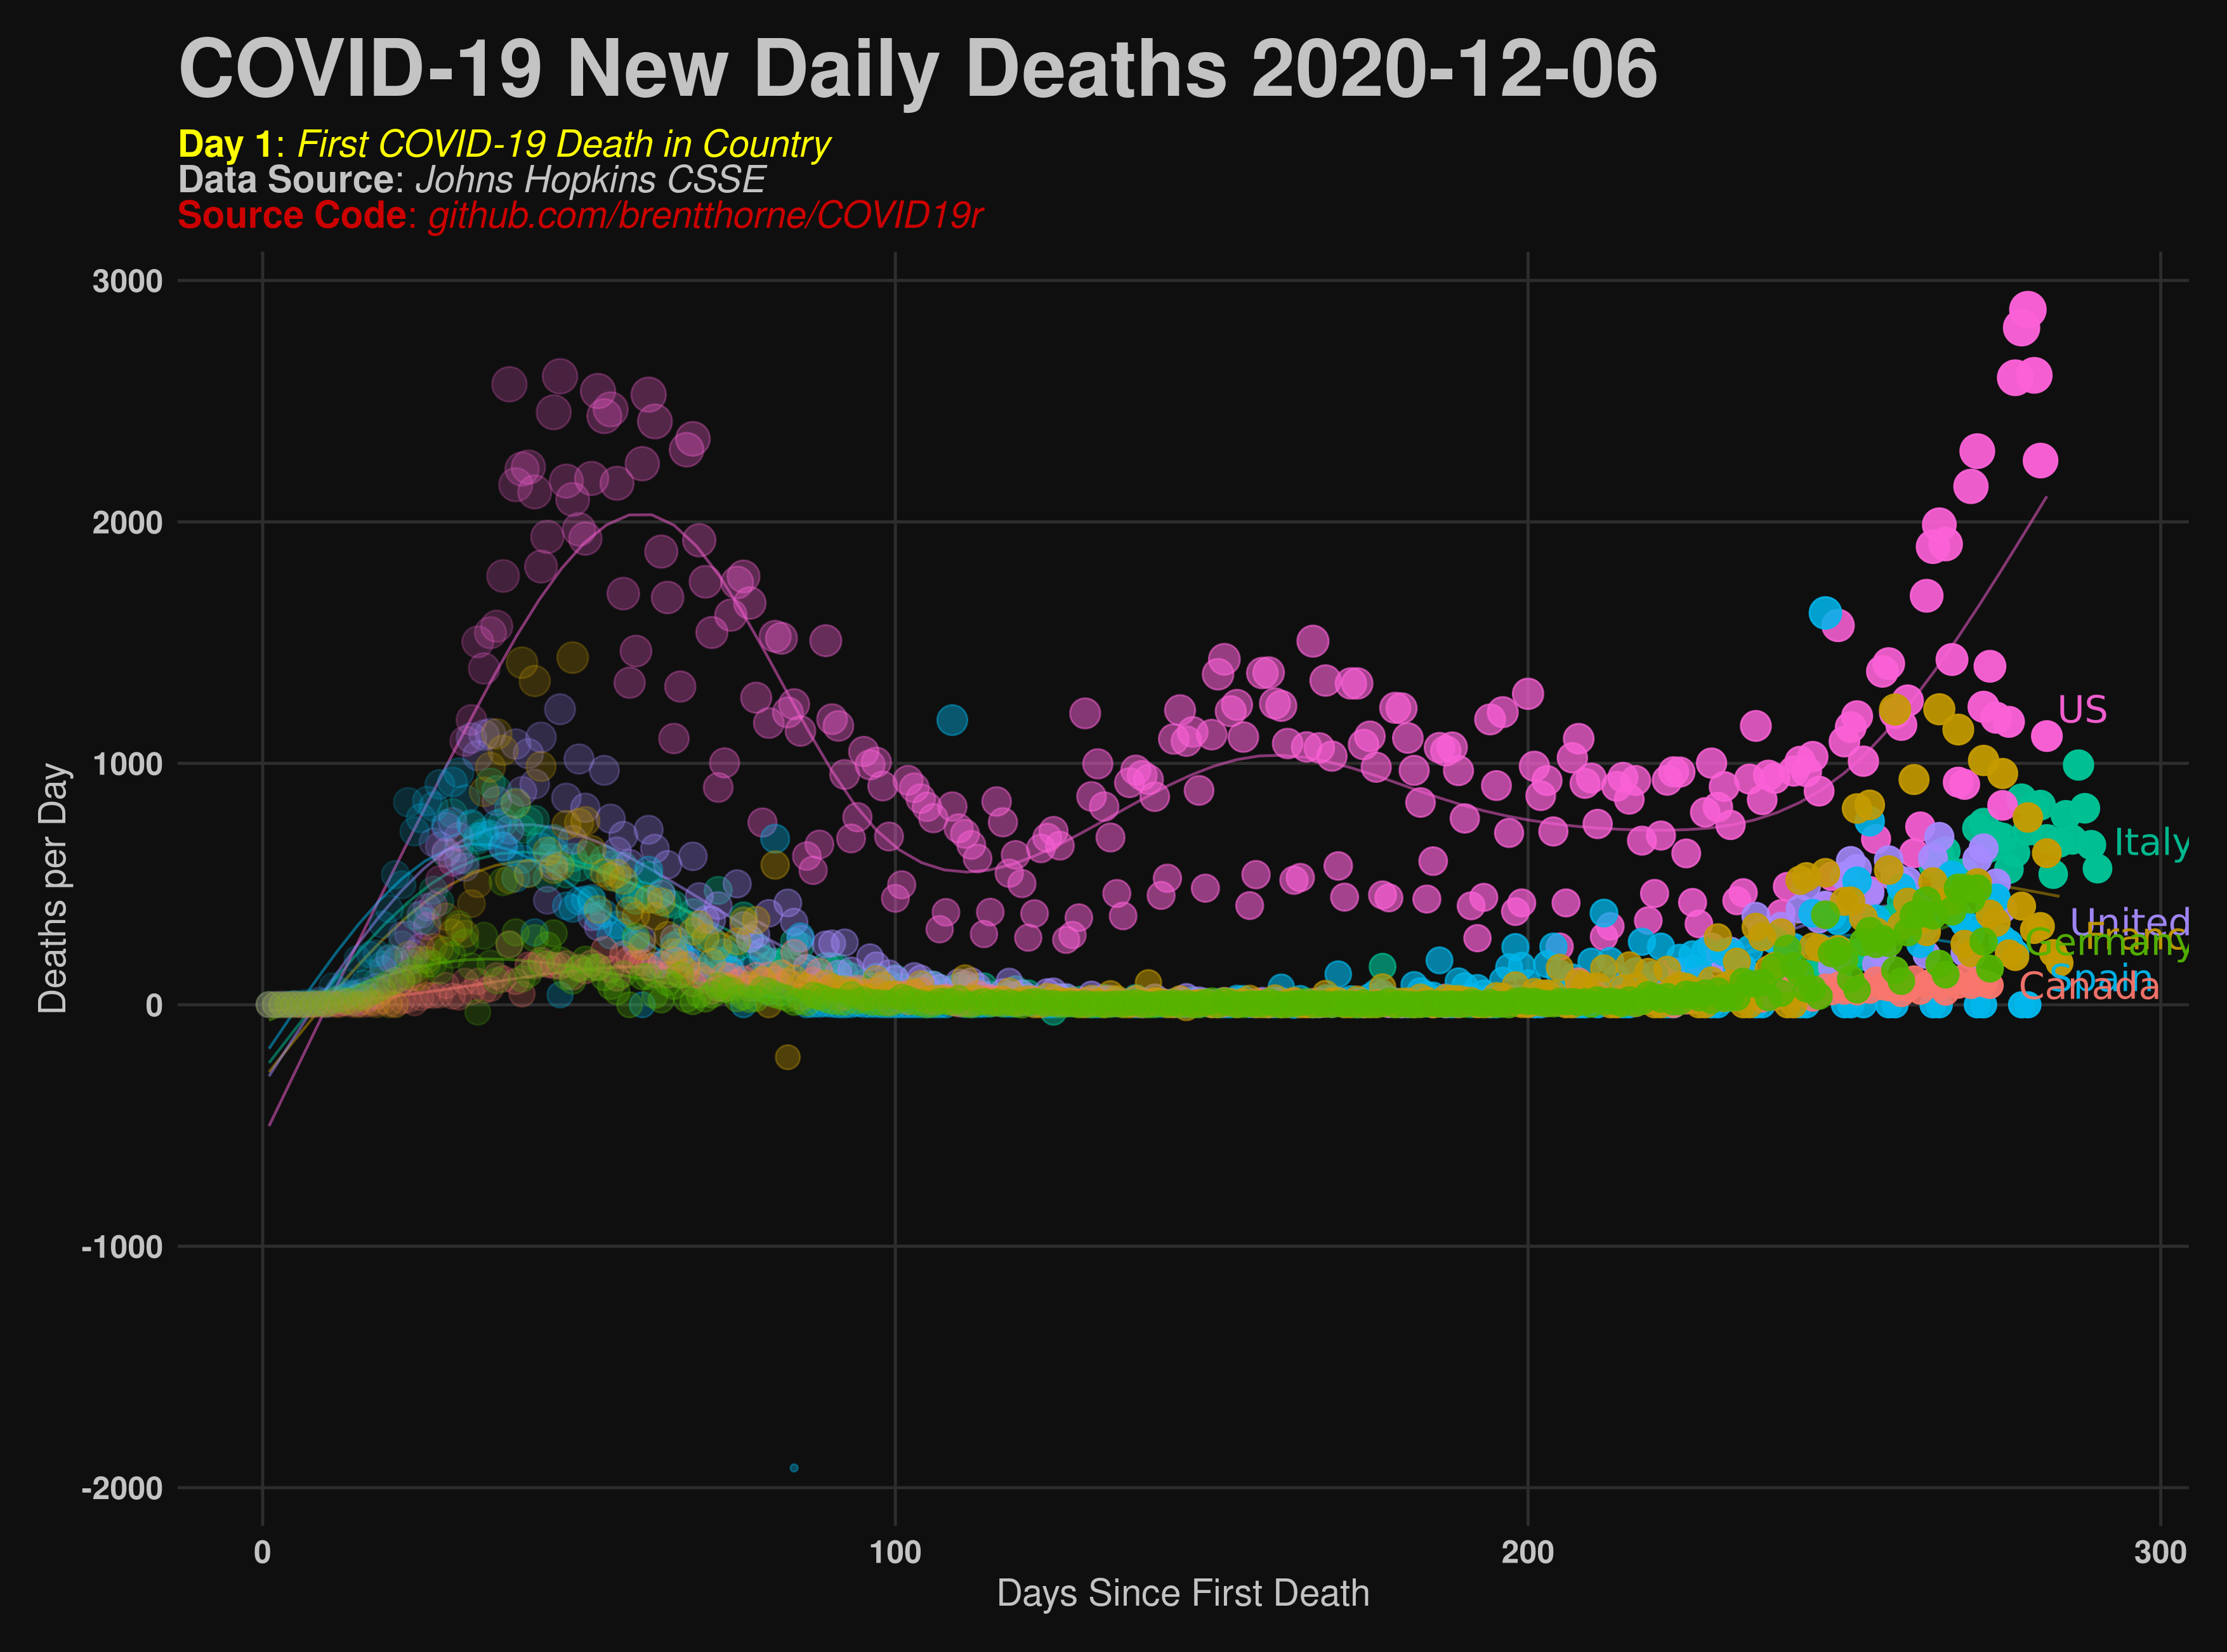 COVID-19 New Daily Deaths 2020-12-06
Day 1: First COVID-19 Death in Country
Data Source: Johns Hopkins CSSE
Source Code: github.com/brentthorne/COVID19r
3000
2000
1000
0
-1000
-2000
Deaths per Day
US
Italy
United
France
Germany
Spain
Canada
0
100
200
300
Days Since First Death